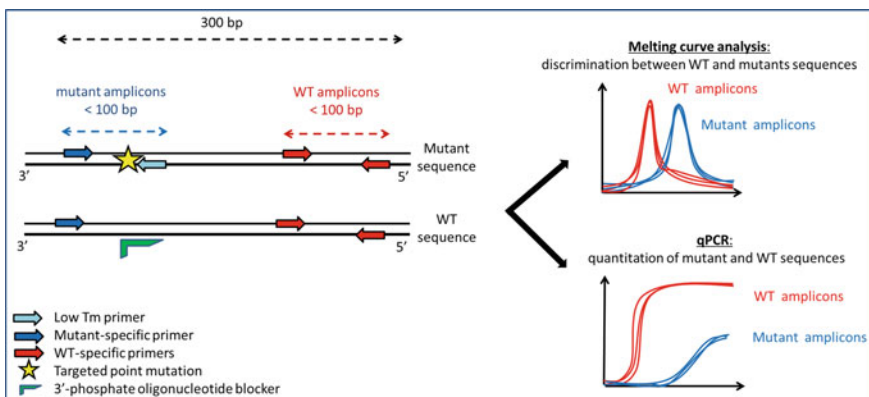 300 bp
mutant amplicons
< 100 bp
WT amplicons
< 100 bp
Mutant
sequence
3’
5’
WT
sequence
3’
5’
Low Tm primer
Mutant-specific primer
WT-specific primers
Targeted point mutation
3’-phosphate oligonucleotide blocker
Melting curve analysis:
discrimination between WT and mutants sequences
WT amplicons
Mutant amplicons
qPCR:
quantitation of mutant and WT sequences
WT amplicons
Mutant amplicons